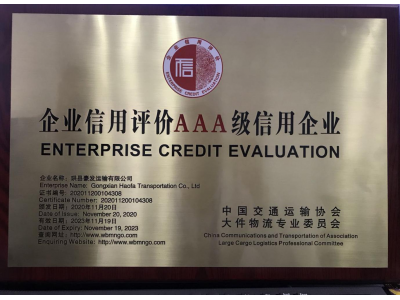 企业信用评价AAA级信用企业
ENTERPRISE CREDIT EVALUATION
企业名称: 珙县豪发运输有限公司
Enterprise Name: Gongxian Haofa Transportation Co., Ltd
证书编号: 202011200104308
Certificate Number: 202011200104308
颁发日期: 2020年11月20日
Date of Issue: November 20, 2020
有效日期: 2023年11月19日
Date of Expiry: November 19, 2023
查询网址: http://www.wbmngo.com
Enquiring Website: http://www.wbmngo.com
中国交通运输协会
大件物流专业委员会
China Communications and Transportation of Association
Large Cargo Logistics Professional Committee